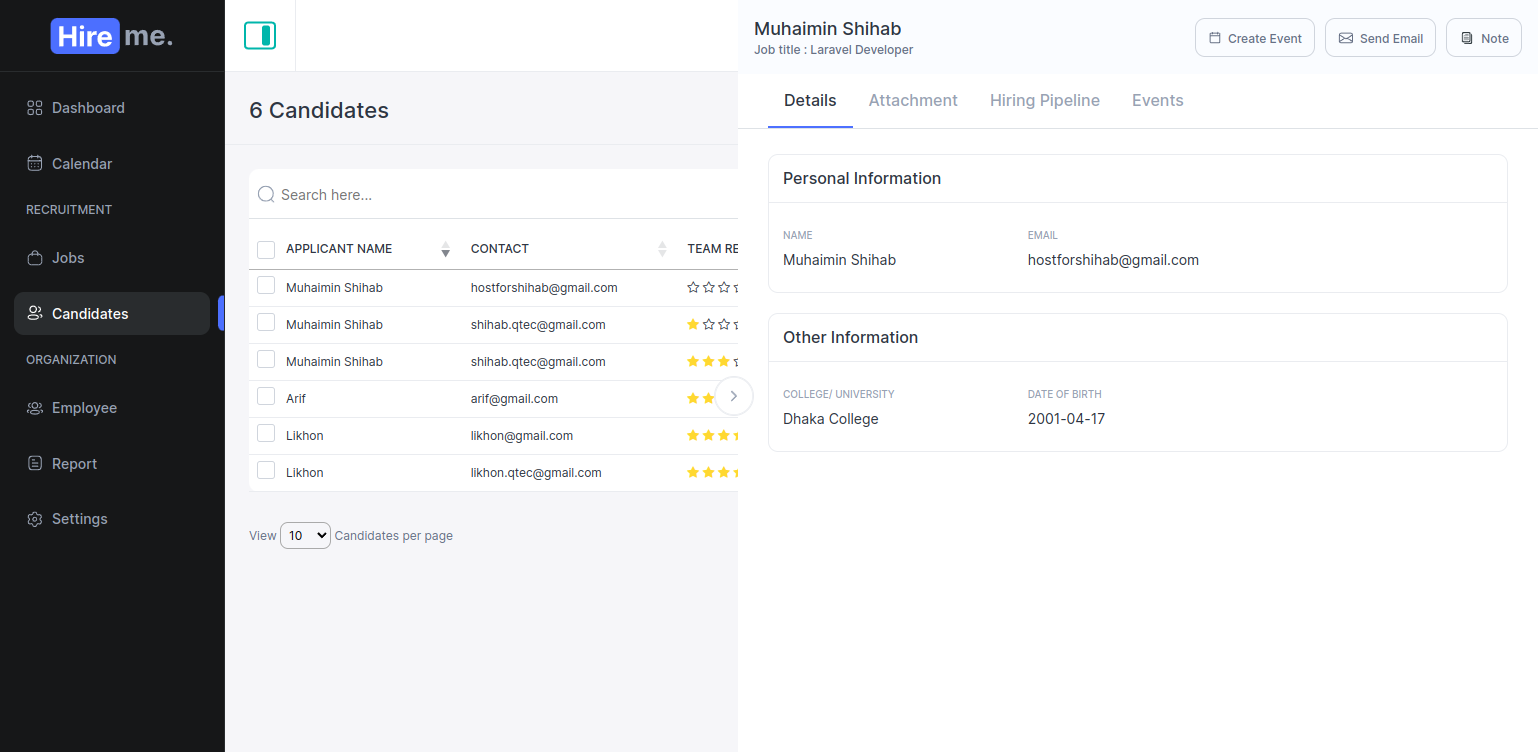 Hire me.
Dashboard
Calendar
RECRUITMENT
Jobs
Candidates
ORGANIZATION
Employee
Report
Settings
6 Candidates
Search here...
APPLICANT NAME CONTACT TEAM RE
Muhaimin Shihab hostforshihab@gmail.com
Muhaimin Shihab shihab.qtec@gmail.com
Muhaimin Shihab shihab.qtec@gmail.com
Arif arif@gmail.com
Likhon likhon@gmail.com
Likhon likhon.qtec@gmail.com
View 10 Candidates per page
Muhaimin Shihab
Job title : Laravel Developer
Create Event Send Email Note
Details Attachment Hiring Pipeline Events
Personal Information
NAME EMAIL
Muhaimin Shihab hostforshihab@gmail.com
Other Information
COLLEGE/ UNIVERSITY DATE OF BIRTH
Dhaka College 2001-04-17